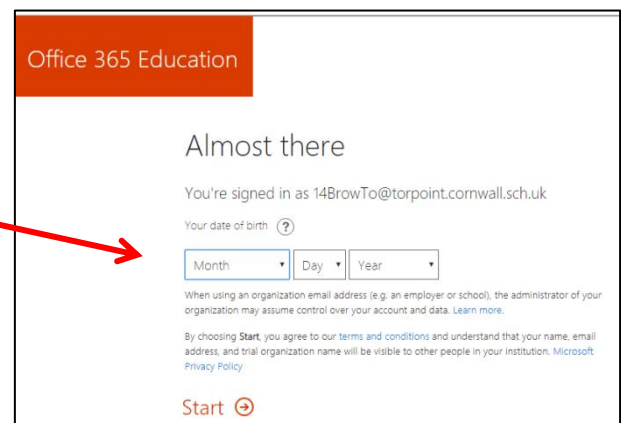 Office 365 Education
Almost there
You're signed in as 14BrowTo@torpoint.cornwall.sch.uk
Your date of birth ?
Month Day Year
When using an organization email address (e.g. an employer or school), the administrator of your
organization may assume control over your account and data. Learn more.
By choosing Start, you agree to our terms and conditions and understand that your name, email
address, and trial organization name will be visible to other people in your institution. Microsoft
Privacy Policy
Start